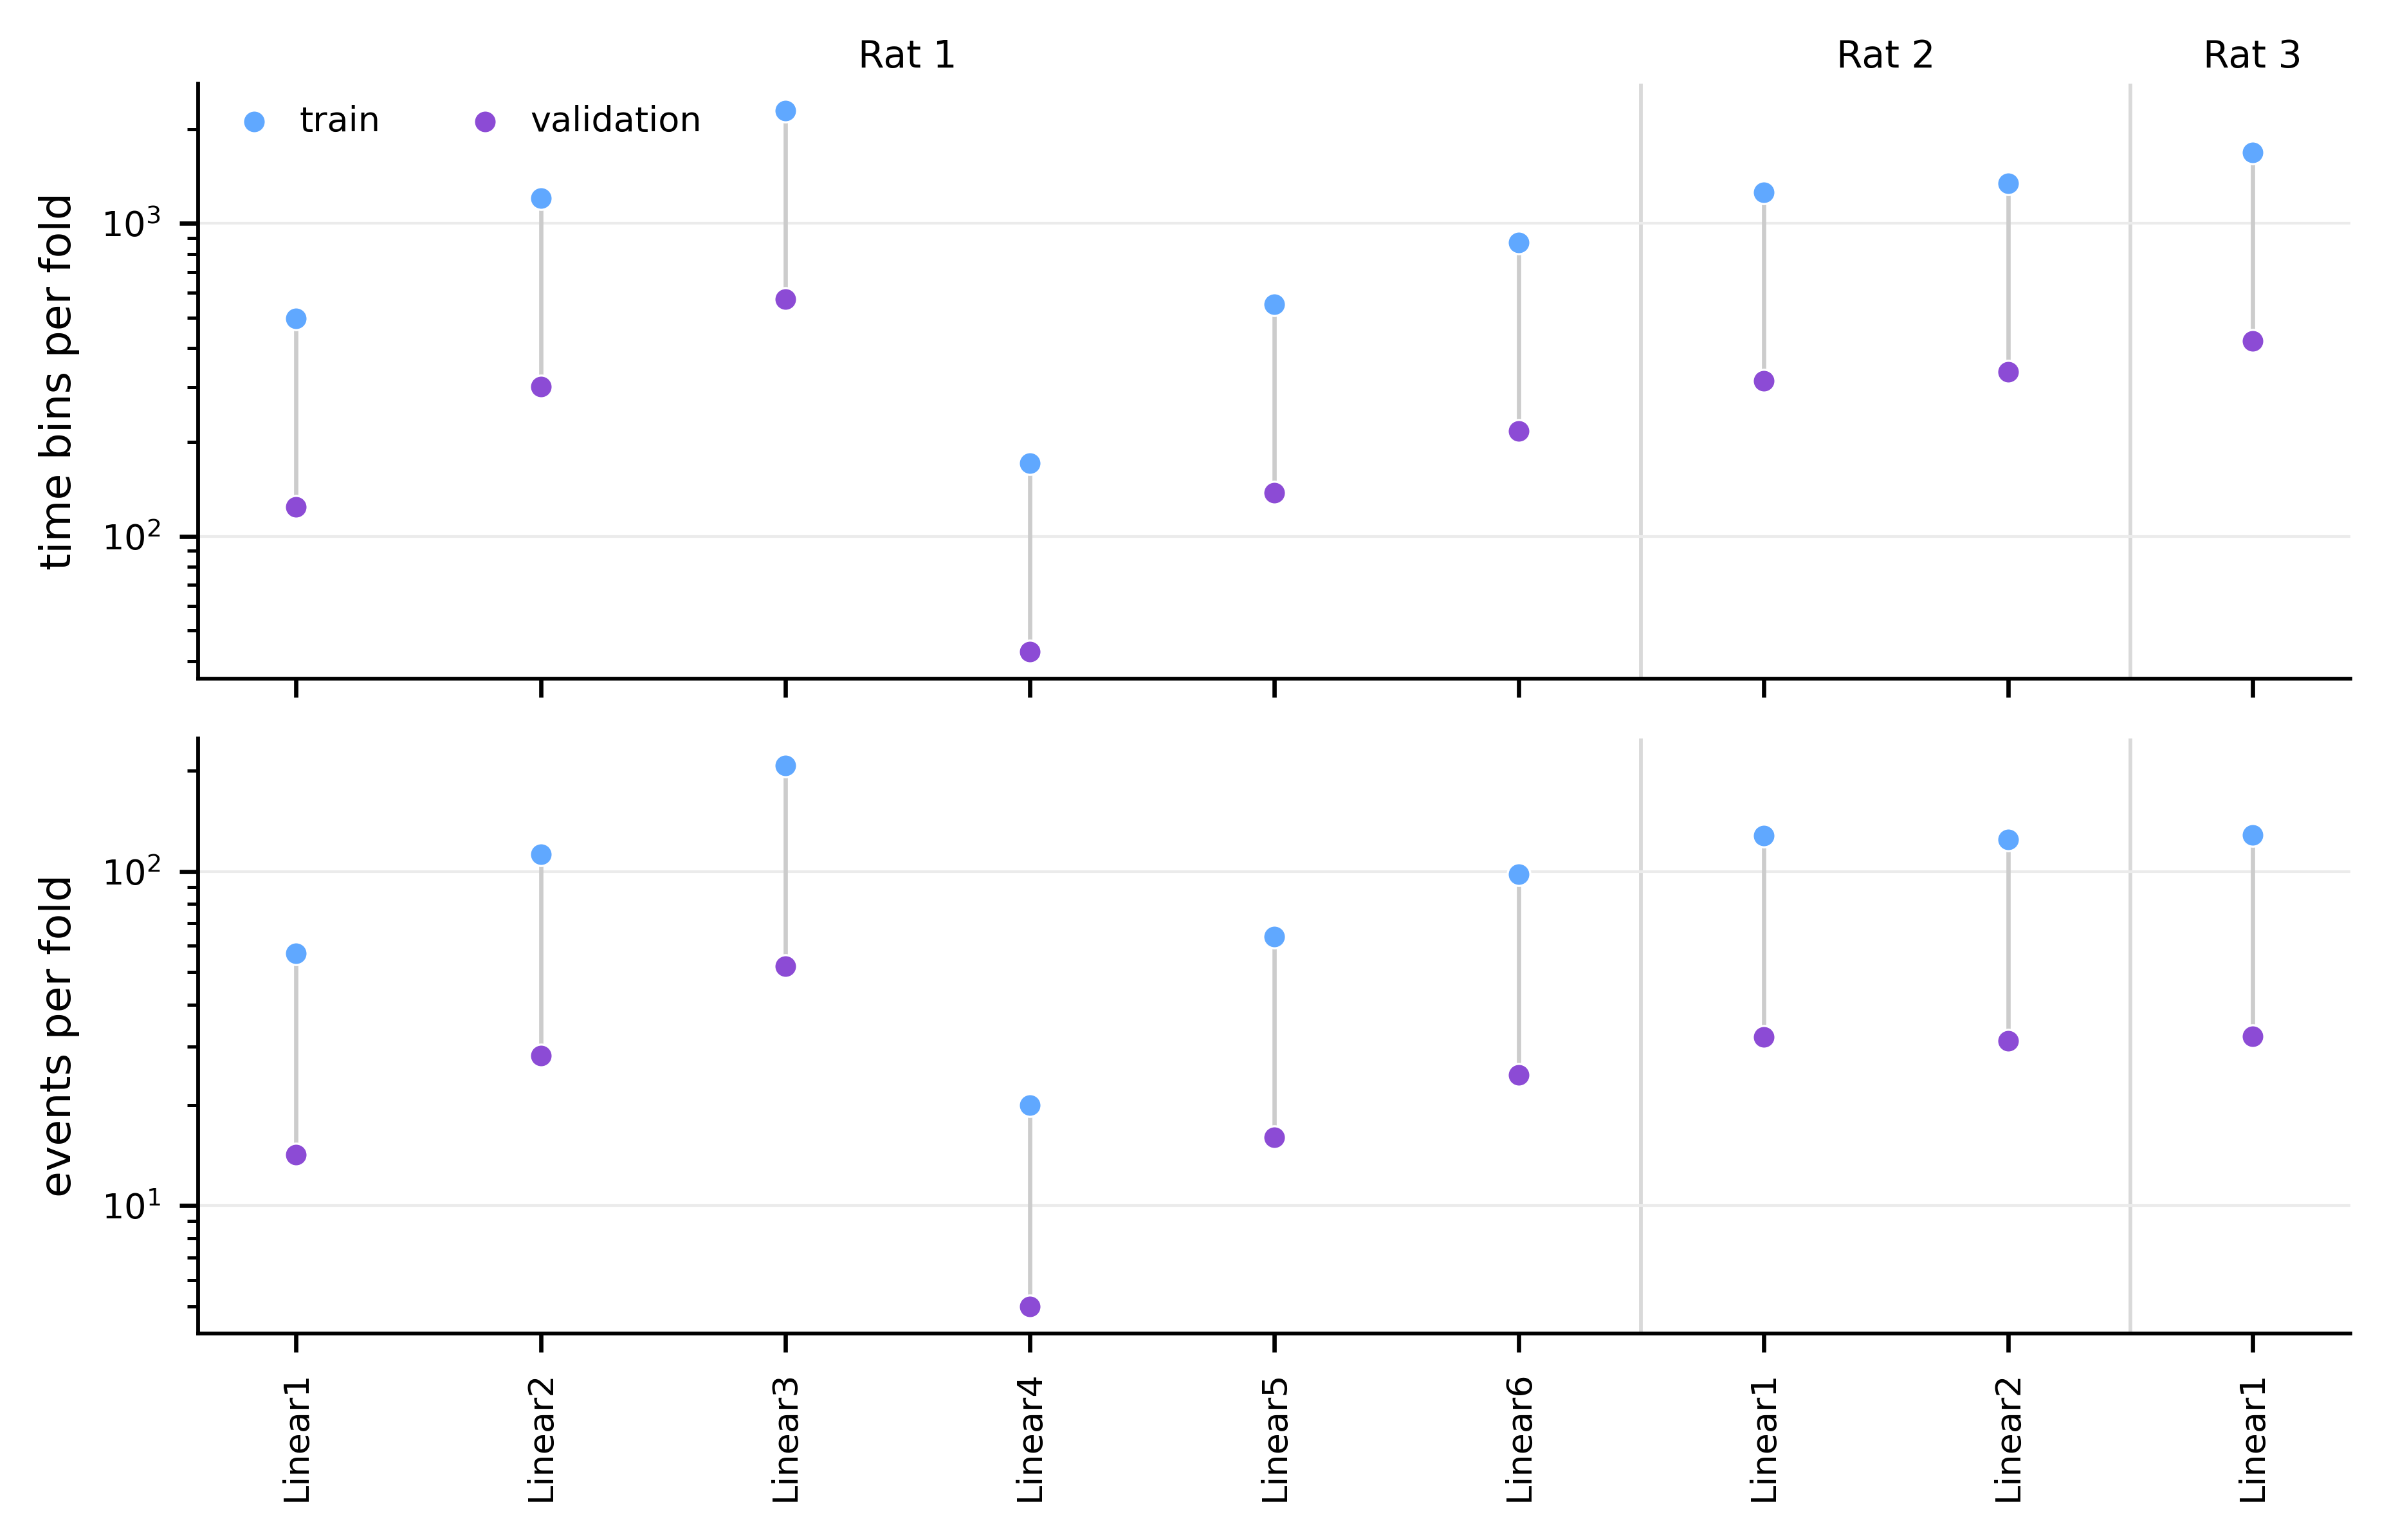 Rat 1
Rat 2
Rat 3
train
validation
time bins per fold
10³
10²
events per fold
10²
10¹
Linear1
Linear2
Linear3
Linear4
Linear5
Linear6
Linear1
Linear2
Linear1